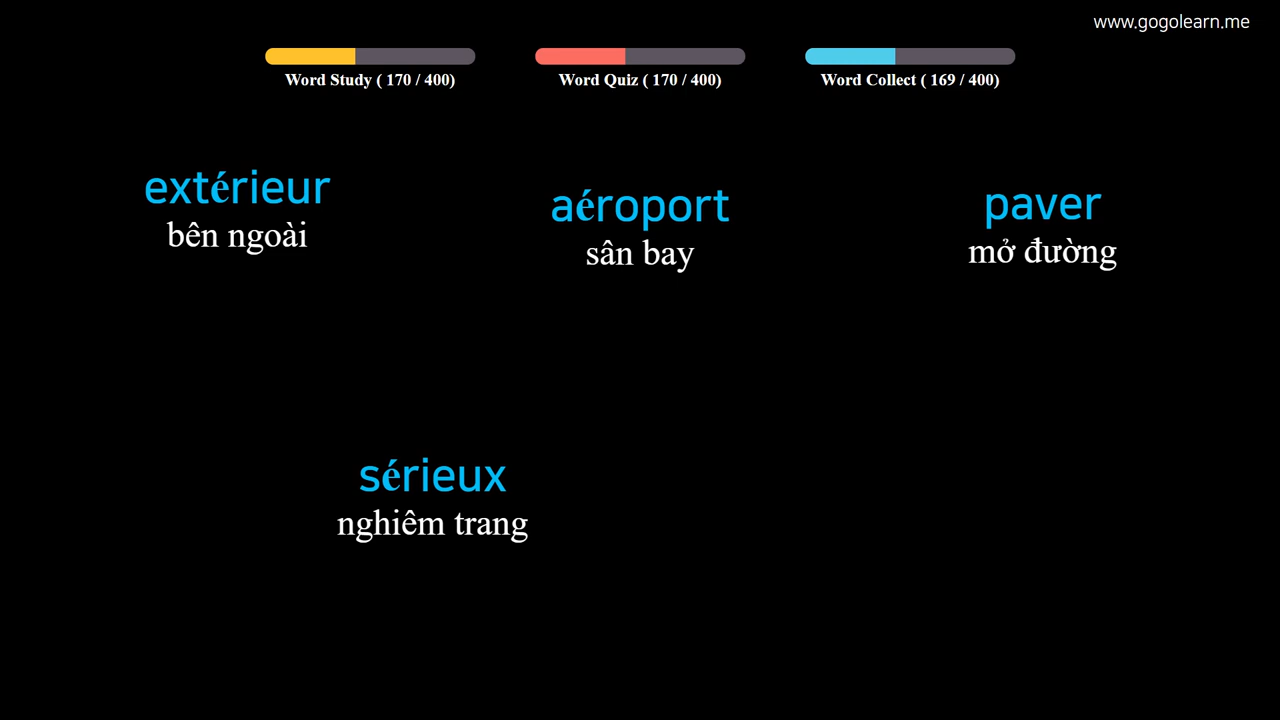 www.gogolearn.me
Word Study ( 170 / 400)
Word Quiz ( 170 / 400)
Word Collect ( 169 / 400)
extérieur
bên ngoài
aéroport
sân bay
paver
mở đường
sérieux
nghiêm trang